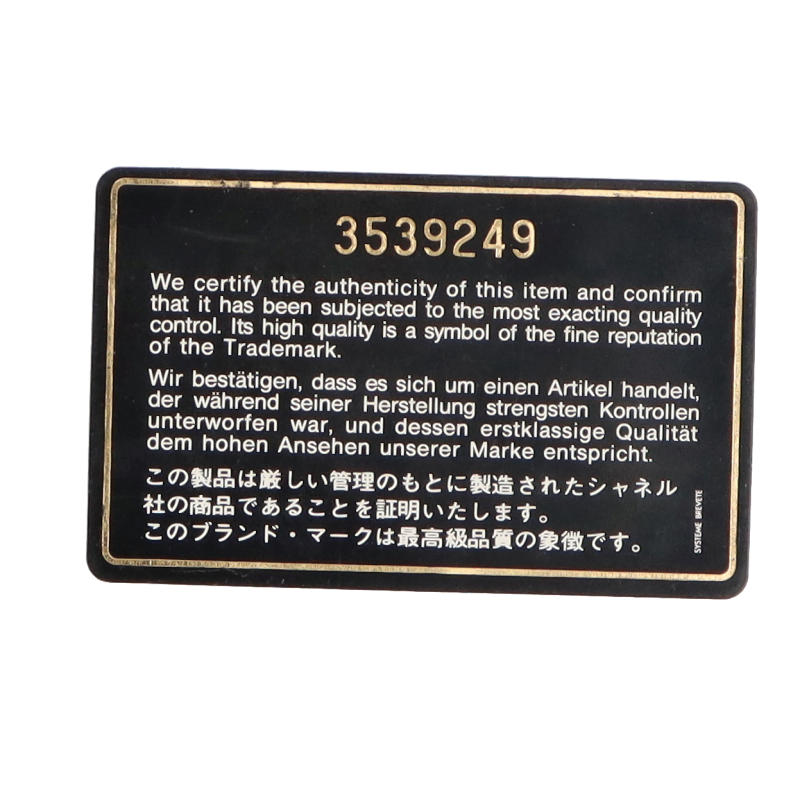 3539249
We certify the authenticity of this item and confirm
that it has been subjected to the most exacting quality
control. Its high quality is a symbol of the fine reputation
of the Trademark.
Wir bestätigen, dass es sich um einen Artikel handelt,
der während seiner Herstellung strengsten Kontrollen
unterworfen war, und dessen erstklassige Qualität
dem hohen Ansehen unserer Marke entspricht.
この製品は厳しい管理のもとに製造されたシャネル
社の商品であることを証明いたします。
このブランド・マークは最高級品質の象徴です。
SYSTEME BREVETE